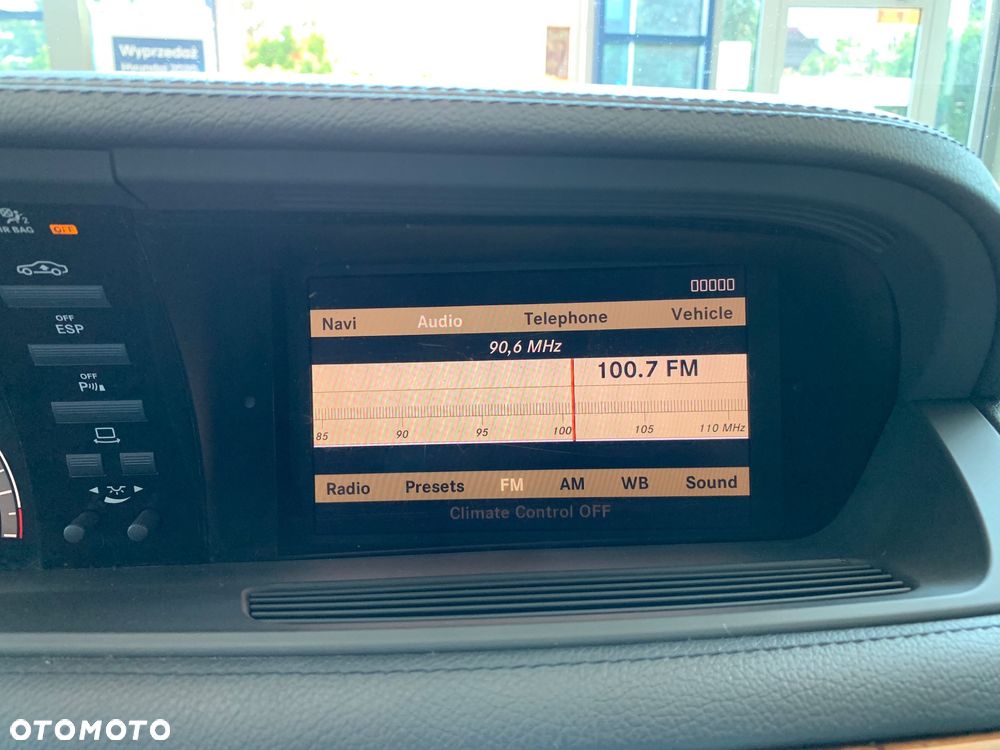 Wyprzedaż
AIR BAG
OFF
OFF
ESP
OFF
P
Navi Audio Telephone Vehicle
90,6 MHz
100.7 FM
85 90 95 100 105 110 MHz
Radio Presets FM AM WB Sound
Climate Control OFF
OTOMOTO